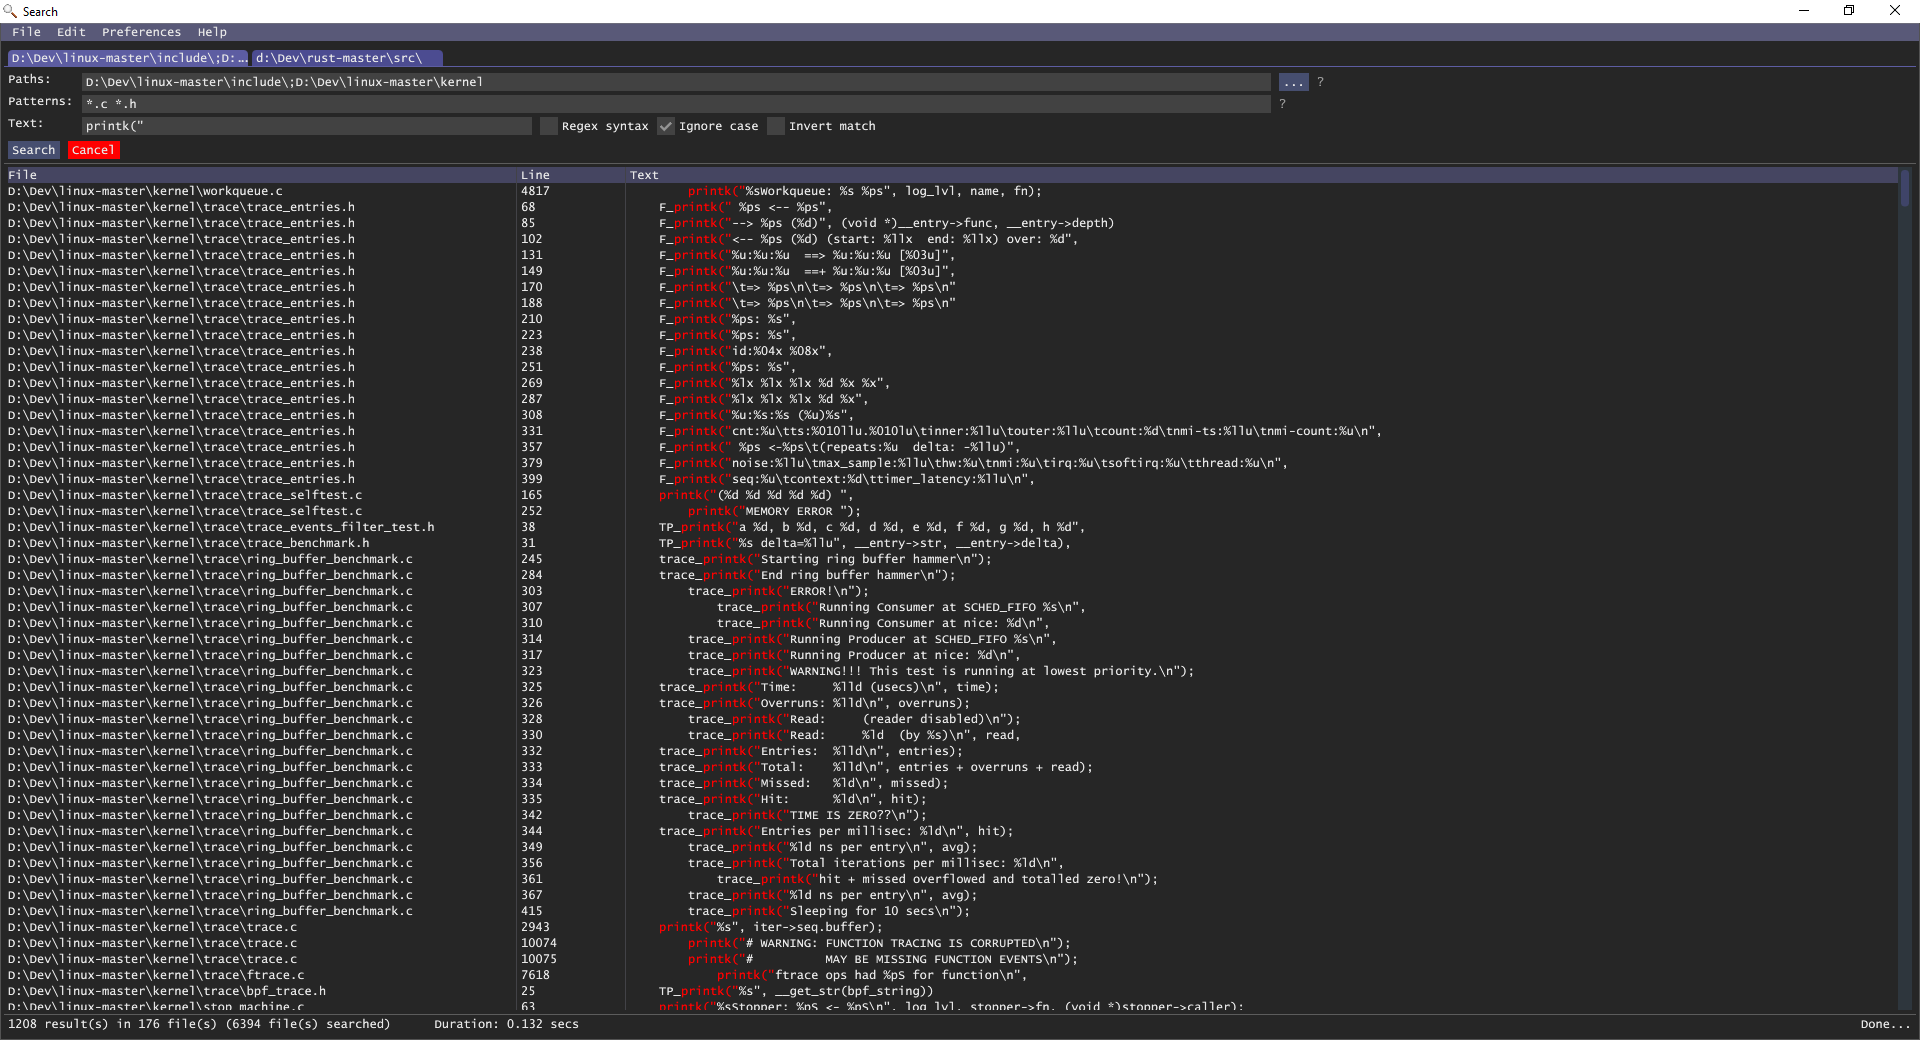 Search
File Edit Preferences Help
D:\Dev\linux-master\include\;D:... d:\Dev\rust-master\src\
Paths: D:\Dev\linux-master\include\;D:\Dev\linux-master\kernel ... ?
Patterns: *.c *.h ?
Text: printk(" Regex syntax Ignore case Invert match
Search Cancel
File Line Text
D:\Dev\linux-master\kernel\workqueue.c 4817 printk("%sWorkqueue: %s %ps", log_lvl, name, fn);
D:\Dev\linux-master\kernel\trace\trace_entries.h 68 F_printk(" %ps <-- %ps",
D:\Dev\linux-master\kernel\trace\trace_entries.h 85 F_printk("--> %ps (%d)", (void *)__entry->func, __entry->depth)
D:\Dev\linux-master\kernel\trace\trace_entries.h 102 F_printk("<-- %ps (%d) (start: %llx  end: %llx) over: %d",
D:\Dev\linux-master\kernel\trace\trace_entries.h 131 F_printk("%u:%u:%u  ==> %u:%u:%u [%03u]",
D:\Dev\linux-master\kernel\trace\trace_entries.h 149 F_printk("%u:%u:%u  ==+ %u:%u:%u [%03u]",
D:\Dev\linux-master\kernel\trace\trace_entries.h 170 F_printk("\t=> %ps\n\t=> %ps\n\t=> %ps\n"
D:\Dev\linux-master\kernel\trace\trace_entries.h 188 F_printk("\t=> %ps\n\t=> %ps\n\t=> %ps\n"
D:\Dev\linux-master\kernel\trace\trace_entries.h 210 F_printk("%ps: %s",
D:\Dev\linux-master\kernel\trace\trace_entries.h 223 F_printk("%ps: %s",
D:\Dev\linux-master\kernel\trace\trace_entries.h 238 F_printk("id:%04x %08x",
D:\Dev\linux-master\kernel\trace\trace_entries.h 251 F_printk("%ps: %s",
D:\Dev\linux-master\kernel\trace\trace_entries.h 269 F_printk("%lx %lx %lx %d %x %x",
D:\Dev\linux-master\kernel\trace\trace_entries.h 287 F_printk("%lx %lx %lx %d %x",
D:\Dev\linux-master\kernel\trace\trace_entries.h 308 F_printk("%u:%s:%s (%u)%s",
D:\Dev\linux-master\kernel\trace\trace_entries.h 331 F_printk("cnt:%u\tts:%010llu.%010lu\tinner:%llu\touter:%llu\tcount:%d\tnmi-ts:%llu\tnmi-count:%u\n",
D:\Dev\linux-master\kernel\trace\trace_entries.h 357 F_printk(" %ps <-%ps\t(repeats:%u  delta: -%llu)",
D:\Dev\linux-master\kernel\trace\trace_entries.h 379 F_printk("noise:%llu\tmax_sample:%llu\thw:%u\tnmi:%u\tirq:%u\tsoftirq:%u\tthread:%u\n",
D:\Dev\linux-master\kernel\trace\trace_entries.h 399 F_printk("seq:%u\tcontext:%d\ttimer_latency:%llu\n",
D:\Dev\linux-master\kernel\trace\trace_selftest.c 165 printk("(%d %d %d %d %d) ",
D:\Dev\linux-master\kernel\trace\trace_selftest.c 252 printk("MEMORY ERROR ");
D:\Dev\linux-master\kernel\trace\trace_events_filter_test.h 38 TP_printk("a %d, b %d, c %d, d %d, e %d, f %d, g %d, h %d",
D:\Dev\linux-master\kernel\trace\trace_benchmark.h 31 TP_printk("%s delta=%llu", __entry->str, __entry->delta),
D:\Dev\linux-master\kernel\trace\ring_buffer_benchmark.c 245 trace_printk("Starting ring buffer hammer\n");
D:\Dev\linux-master\kernel\trace\ring_buffer_benchmark.c 284 trace_printk("End ring buffer hammer\n");
D:\Dev\linux-master\kernel\trace\ring_buffer_benchmark.c 303 trace_printk("ERROR!\n");
D:\Dev\linux-master\kernel\trace\ring_buffer_benchmark.c 307 trace_printk("Running Consumer at SCHED_FIFO %s\n",
D:\Dev\linux-master\kernel\trace\ring_buffer_benchmark.c 310 trace_printk("Running Consumer at nice: %d\n",
D:\Dev\linux-master\kernel\trace\ring_buffer_benchmark.c 314 trace_printk("Running Producer at SCHED_FIFO %s\n",
D:\Dev\linux-master\kernel\trace\ring_buffer_benchmark.c 317 trace_printk("Running Producer at nice: %d\n",
D:\Dev\linux-master\kernel\trace\ring_buffer_benchmark.c 323 trace_printk("WARNING!!! This test is running at lowest priority.\n");
D:\Dev\linux-master\kernel\trace\ring_buffer_benchmark.c 325 trace_printk("Time:     %lld (usecs)\n", time);
D:\Dev\linux-master\kernel\trace\ring_buffer_benchmark.c 326 trace_printk("Overruns: %lld\n", overruns);
D:\Dev\linux-master\kernel\trace\ring_buffer_benchmark.c 328 trace_printk("Read:     (reader disabled)\n");
D:\Dev\linux-master\kernel\trace\ring_buffer_benchmark.c 330 trace_printk("Read:     %ld  (by %s)\n", read,
D:\Dev\linux-master\kernel\trace\ring_buffer_benchmark.c 332 trace_printk("Entries:  %lld\n", entries);
D:\Dev\linux-master\kernel\trace\ring_buffer_benchmark.c 333 trace_printk("Total:    %lld\n", entries + overruns + read);
D:\Dev\linux-master\kernel\trace\ring_buffer_benchmark.c 334 trace_printk("Missed:   %ld\n", missed);
D:\Dev\linux-master\kernel\trace\ring_buffer_benchmark.c 335 trace_printk("Hit:      %ld\n", hit);
D:\Dev\linux-master\kernel\trace\ring_buffer_benchmark.c 342 trace_printk("TIME IS ZERO??\n");
D:\Dev\linux-master\kernel\trace\ring_buffer_benchmark.c 344 trace_printk("Entries per millisec: %ld\n", hit);
D:\Dev\linux-master\kernel\trace\ring_buffer_benchmark.c 349 trace_printk("%ld ns per entry\n", avg);
D:\Dev\linux-master\kernel\trace\ring_buffer_benchmark.c 356 trace_printk("Total iterations per millisec: %ld\n",
D:\Dev\linux-master\kernel\trace\ring_buffer_benchmark.c 361 trace_printk("hit + missed overflowed and totalled zero!\n");
D:\Dev\linux-master\kernel\trace\ring_buffer_benchmark.c 367 trace_printk("%ld ns per entry\n", avg);
D:\Dev\linux-master\kernel\trace\ring_buffer_benchmark.c 415 trace_printk("Sleeping for 10 secs\n");
D:\Dev\linux-master\kernel\trace\trace.c 2943 printk("%s", iter->seq.buffer);
D:\Dev\linux-master\kernel\trace\trace.c 10074 printk("# WARNING: FUNCTION TRACING IS CORRUPTED\n");
D:\Dev\linux-master\kernel\trace\trace.c 10075 printk("#          MAY BE MISSING FUNCTION EVENTS\n");
D:\Dev\linux-master\kernel\trace\ftrace.c 7618 printk("ftrace ops had %pS for function\n",
D:\Dev\linux-master\kernel\trace\bpf_trace.h 25 TP_printk("%s", __get_str(bpf_string))
D:\Dev\linux-master\kernel\stop_machine.c 63 printk("%sStopper: %pS <- %pS\n", log_lvl, stopper->fn, (void *)stopper->caller);
1208 result(s) in 176 file(s) (6394 file(s) searched) Duration: 0.132 secs Done...